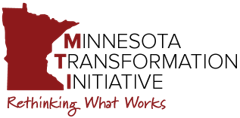 MINNESOTA
TRANSFORMATION
INITIATIVE
Rethinking What Works